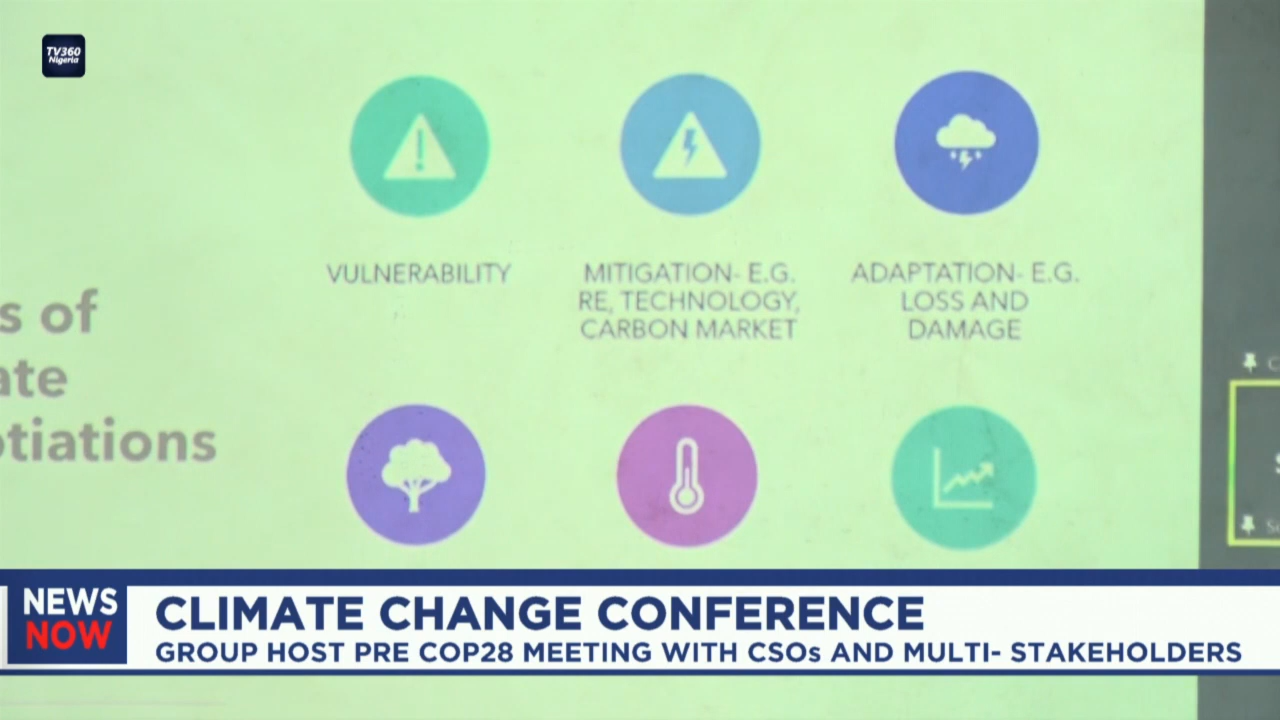 TV360
Nigeria
VULNERABILITY
MITIGATION- E.G.
RE, TECHNOLOGY,
CARBON MARKET
ADAPTATION- E.G.
LOSS AND
DAMAGE
s of
ate
otiations
NEWS
NOW
CLIMATE CHANGE CONFERENCE
GROUP HOST PRE COP28 MEETING WITH CSOs AND MULTI- STAKEHOLDERS